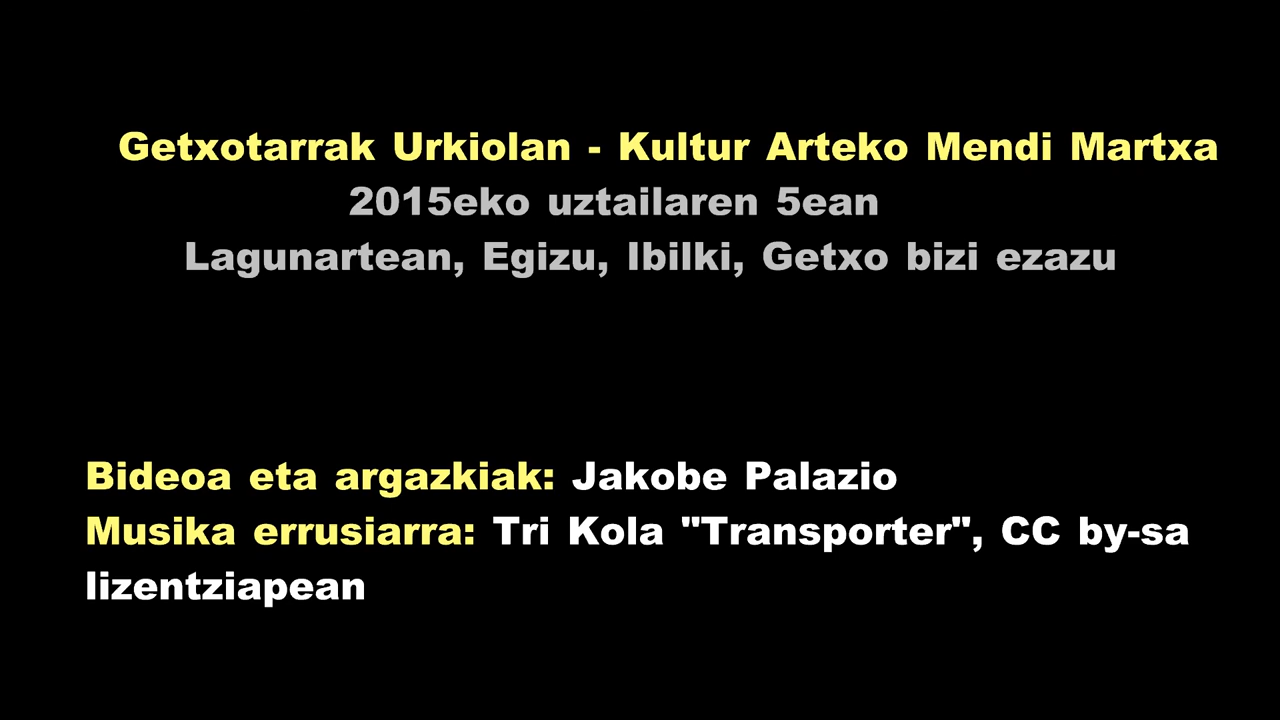 Getxotarrak Urkiolan - Kultur Arteko Mendi Martxa
2015eko uztailaren 5ean
Lagunartean, Egizu, Ibilki, Getxo bizi ezazu
Bideoa eta argazkiak: Jakobe Palazio
Musika errusiarra: Tri Kola "Transporter", CC by-sa
lizentziapean